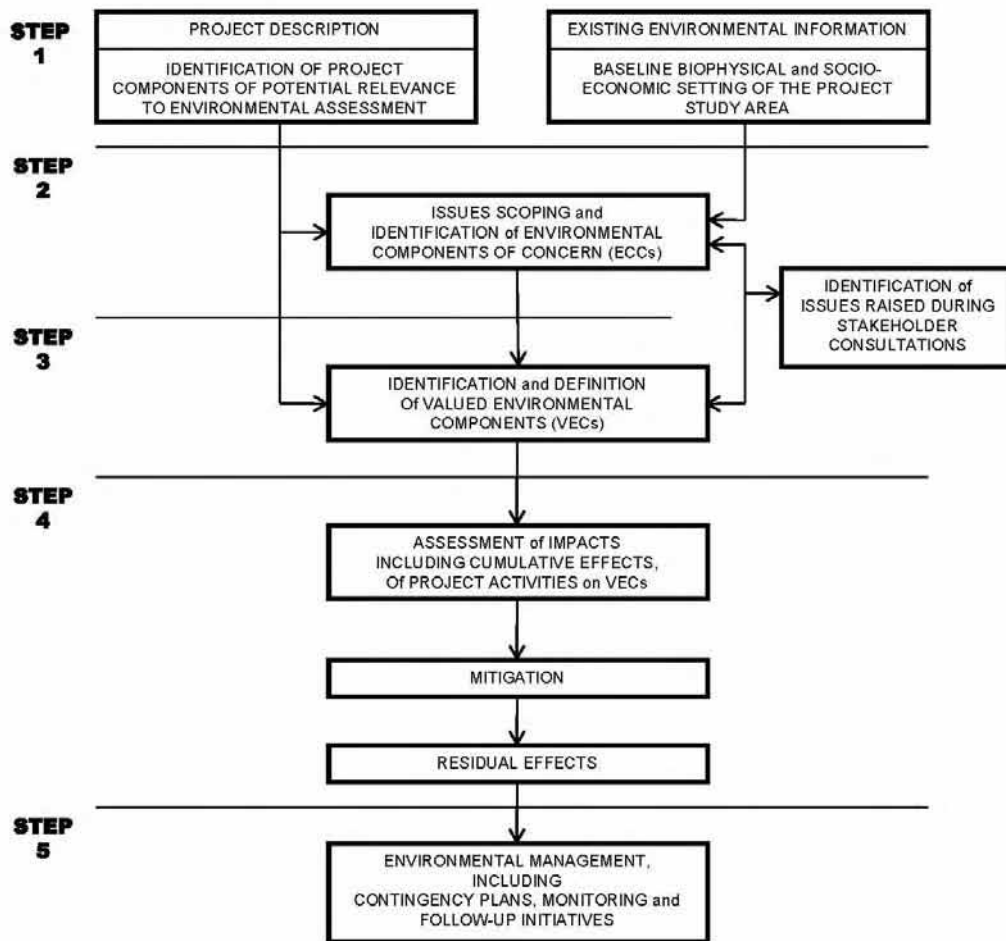 STEP
1
PROJECT DESCRIPTION
IDENTIFICATION OF PROJECT
COMPONENTS OF POTENTIAL RELEVANCE
TO ENVIRONMENTAL ASSESSMENT
EXISTING ENVIRONMENTAL INFORMATION
BASELINE BIOPHYSICAL and SOCIO-
ECONOMIC SETTING OF THE PROJECT
STUDY AREA
STEP
2
ISSUES SCOPING and
IDENTIFICATION of ENVIRONMENTAL
COMPONENTS OF CONCERN (ECCs)
IDENTIFICATION of
ISSUES RAISED DURING
STAKEHOLDER
CONSULTATIONS
STEP
3
IDENTIFICATION and DEFINITION
Of VALUED ENVIRONMENTAL
COMPONENTS (VECs)
STEP
4
ASSESSMENT of IMPACTS
INCLUDING CUMULATIVE EFFECTS,
Of PROJECT ACTIVITIES on VECs
MITIGATION
RESIDUAL EFFECTS
STEP
5
ENVIRONMENTAL MANAGEMENT,
INCLUDING
CONTINGENCY PLANS, MONITORING and
FOLLOW-UP INITIATIVES